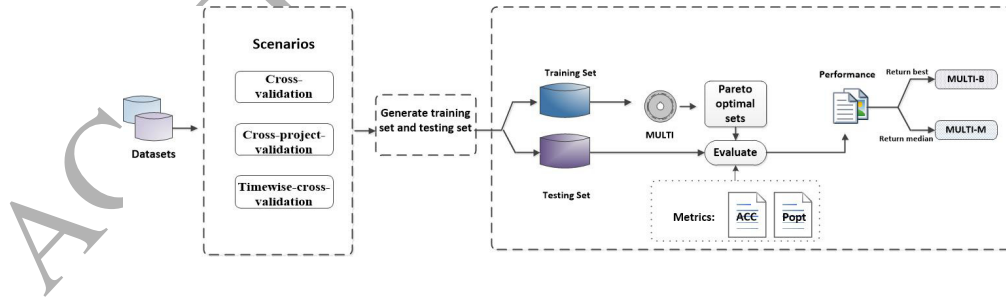 Scenarios
Cross-
validation
Cross-project-
validation
Timewise-cross-
validation
Datasets
Generate training
set and testing set
Training Set
Testing Set
MULTI
Pareto
optimal
sets
Evaluate
Metrics:
ACC
Popt
Performance
Return best
MULTI-B
Return median
MULTI-M
AC